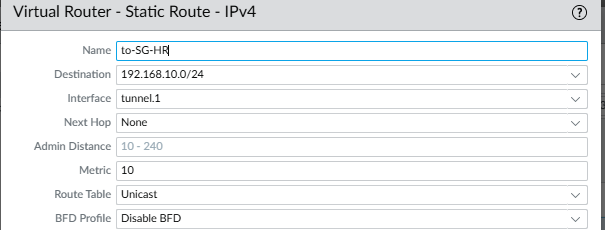 Virtual Router - Static Route - IPv4
Name to-SG-HR
Destination 192.168.10.0/24
Interface tunnel.1
Next Hop None
Admin Distance 10 - 240
Metric 10
Route Table Unicast
BFD Profile Disable BFD